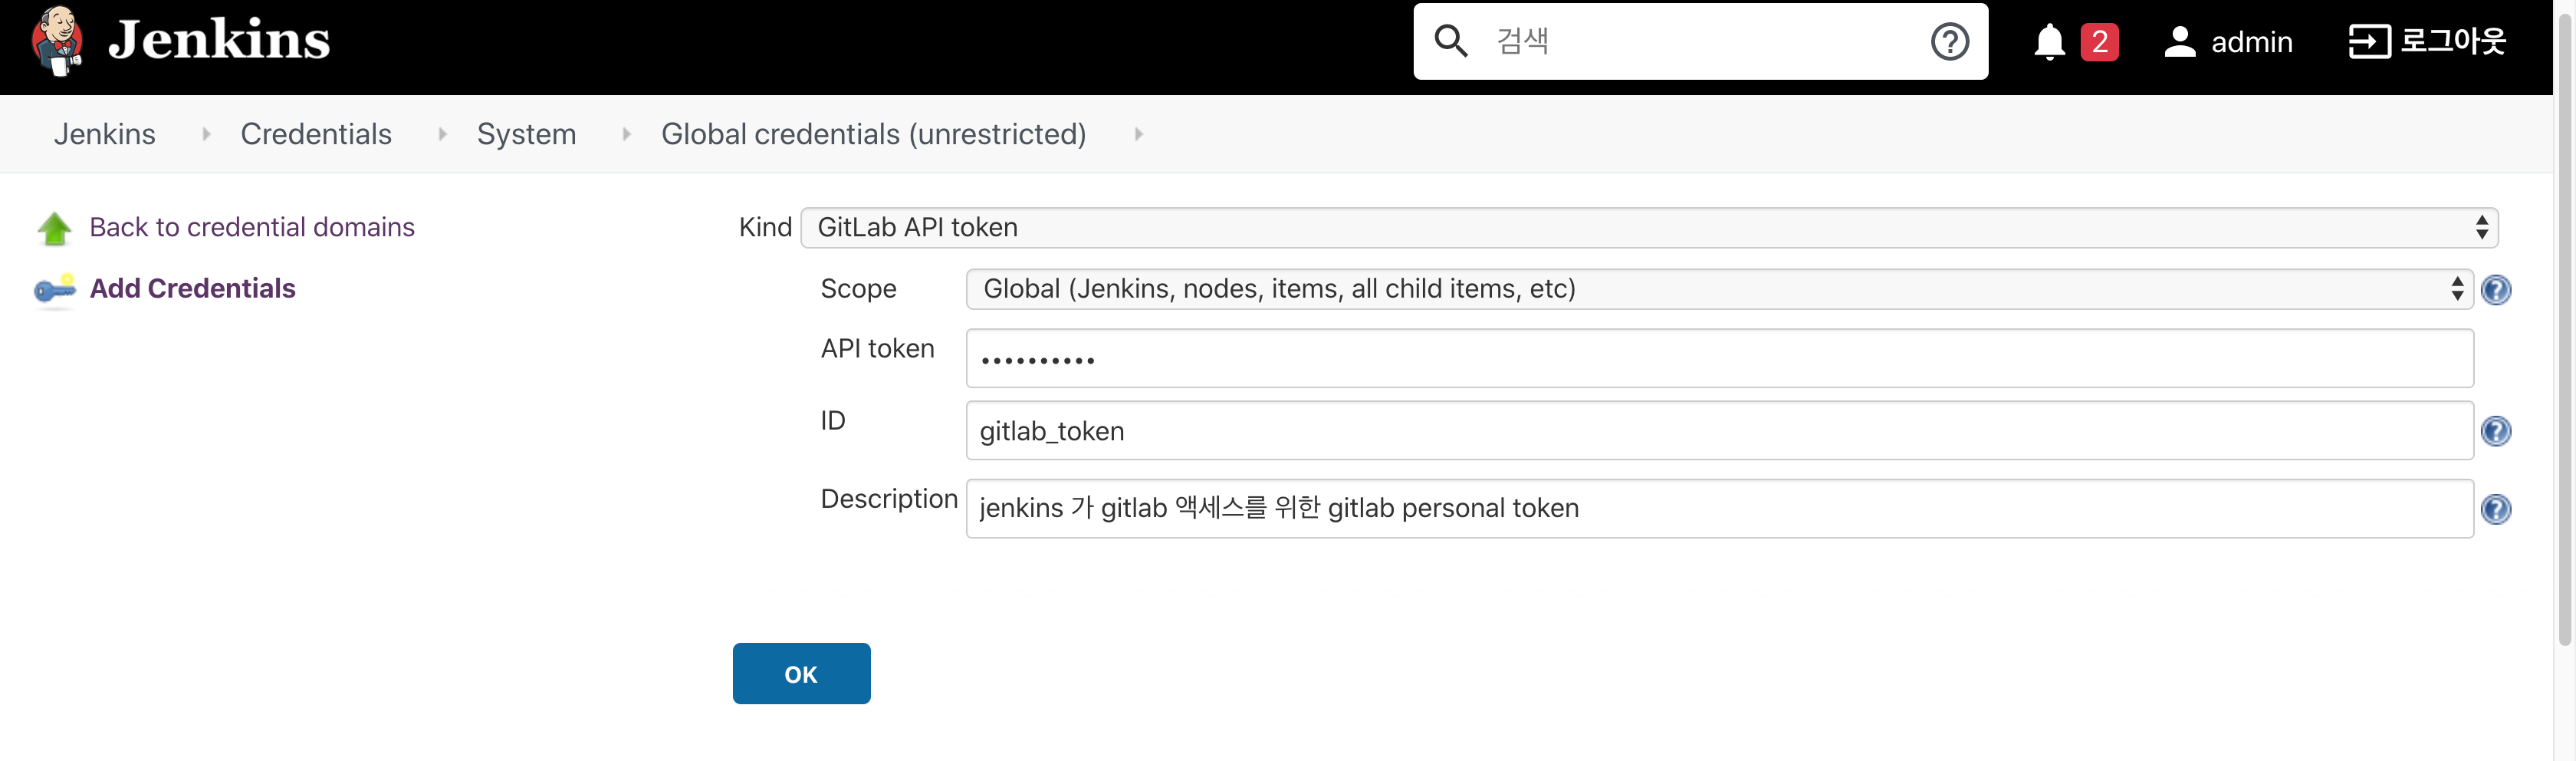 Jenkins
검색
2
admin
로그아웃
Jenkins Credentials System Global credentials (unrestricted)
Back to credential domains
Add Credentials
Kind GitLab API token
Scope Global (Jenkins, nodes, items, all child items, etc)
API token ••••••••••
ID gitlab_token
Description jenkins 가 gitlab 액세스를 위한 gitlab personal token
OK